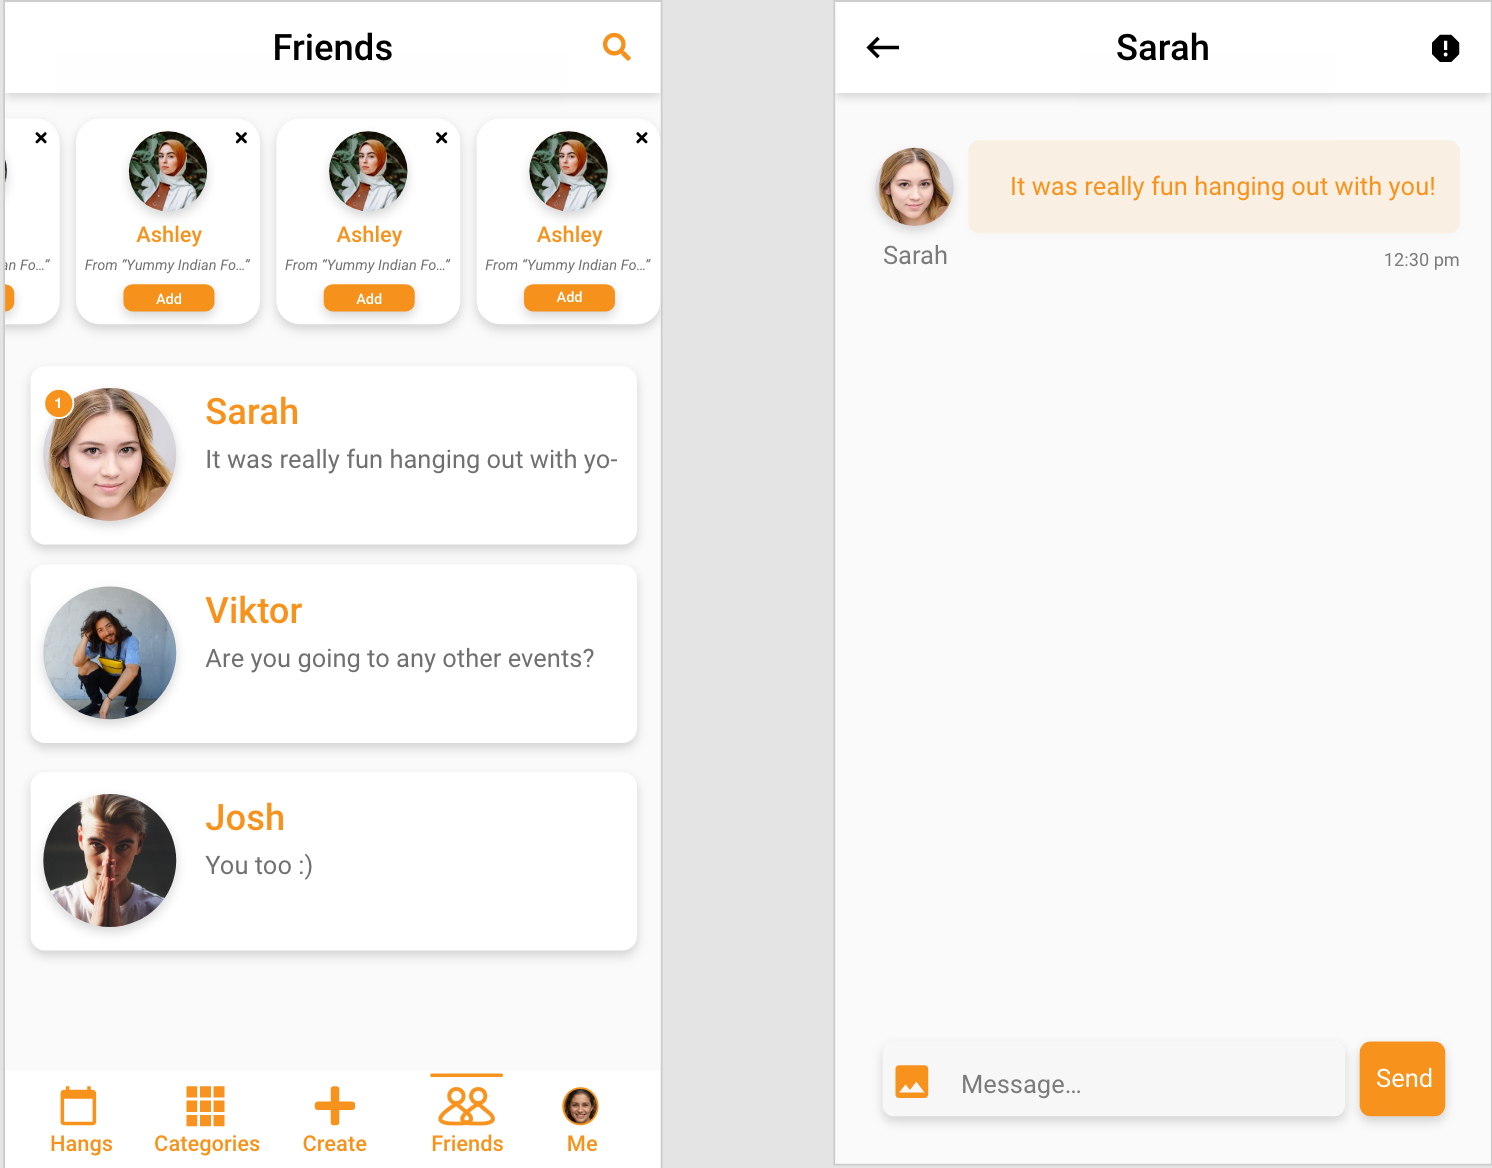 Friends
an Fo...”
Ashley
From “Yummy Indian Fo...”
Add
Ashley
From “Yummy Indian Fo...”
Add
Ashley
From “Yummy Indian Fo...”
Add
1
Sarah
It was really fun hanging out with yo-
Viktor
Are you going to any other events?
Josh
You too :)
Hangs
Categories
Create
Friends
Me
Sarah
It was really fun hanging out with you!
Sarah
12:30 pm
Message...
Send